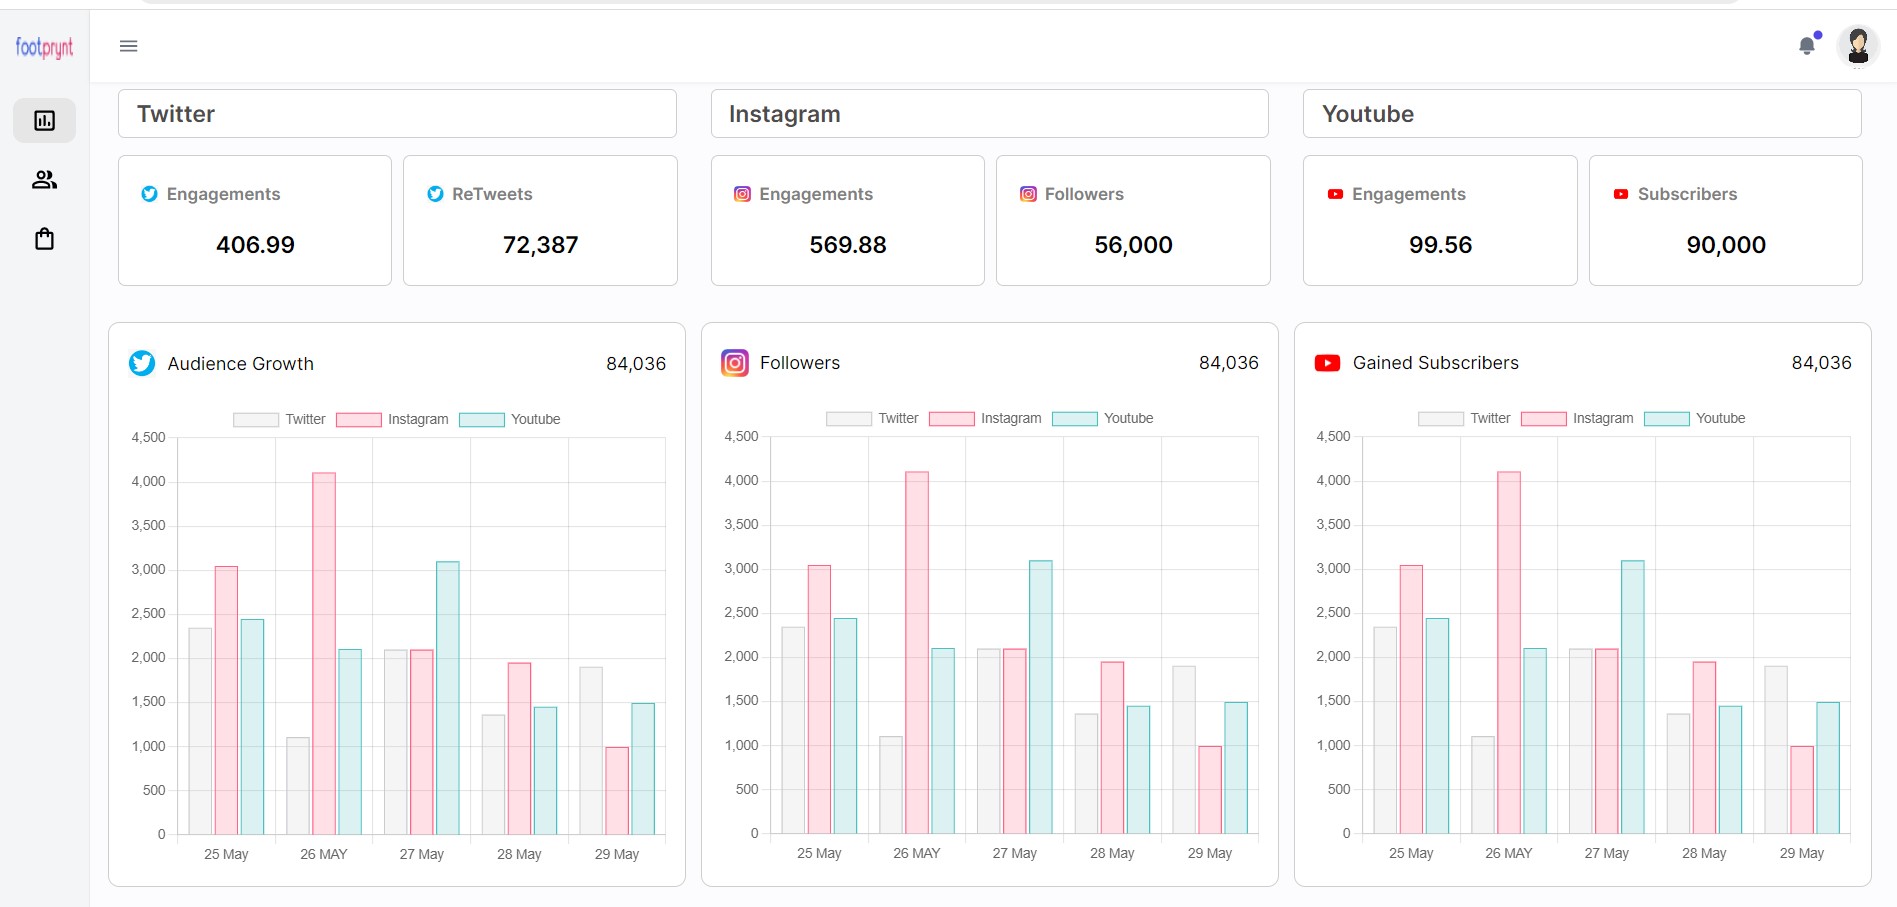 footprynt
Twitter
Instagram
Youtube
Engagements
406.99
ReTweets
72,387
Engagements
569.88
Followers
56,000
Engagements
99.56
Subscribers
90,000
Audience Growth
84,036
Twitter Instagram Youtube
4,500
4,000
3,500
3,000
2,500
2,000
1,500
1,000
500
0
25 May 26 MAY 27 May 28 May 29 May
Followers
84,036
Twitter Instagram Youtube
4,500
4,000
3,500
3,000
2,500
2,000
1,500
1,000
500
0
25 May 26 MAY 27 May 28 May 29 May
Gained Subscribers
84,036
Twitter Instagram Youtube
4,500
4,000
3,500
3,000
2,500
2,000
1,500
1,000
500
0
25 May 26 MAY 27 May 28 May 29 May